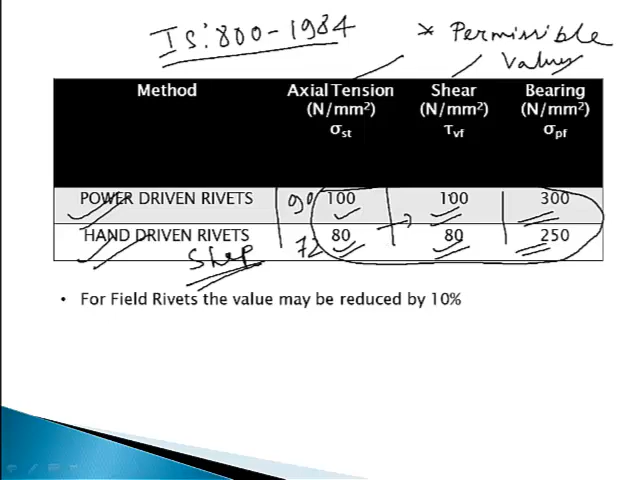 IS:800-1984
* Permissible
Values
Method Axial Tension Shear Bearing
(N/mm²) (N/mm²) (N/mm²)
σst τvf σpf
POWER DRIVEN RIVETS 90 100 100 300
HAND DRIVEN RIVETS 72 80 80 250
Shop
• For Field Rivets the value may be reduced by 10%